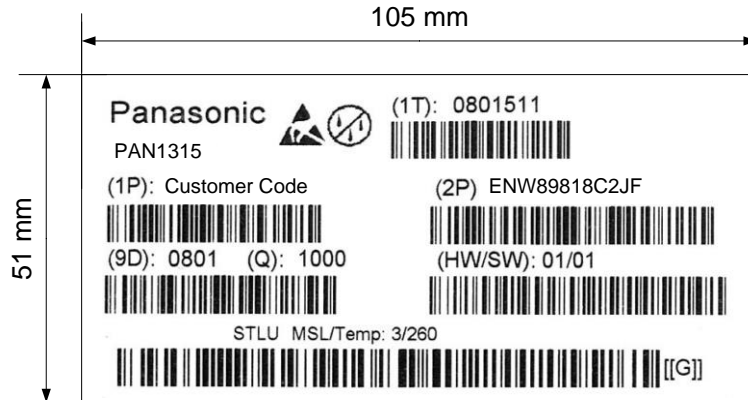 105 mm
51 mm
Panasonic
(1T): 0801511
PAN1315
(1P): Customer Code
(2P) ENW89818C2JF
(9D): 0801 (Q): 1000
(HW/SW): 01/01
STLU MSL/Temp: 3/260
[[G]]